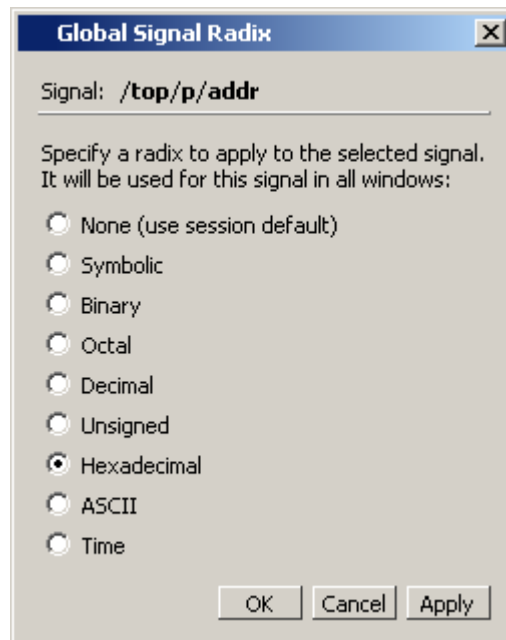 Global Signal Radix
Signal: /top/p/addr
Specify a radix to apply to the selected signal.
It will be used for this signal in all windows:
None (use session default)
Symbolic
Binary
Octal
Decimal
Unsigned
Hexadecimal
ASCII
Time
OK Cancel Apply